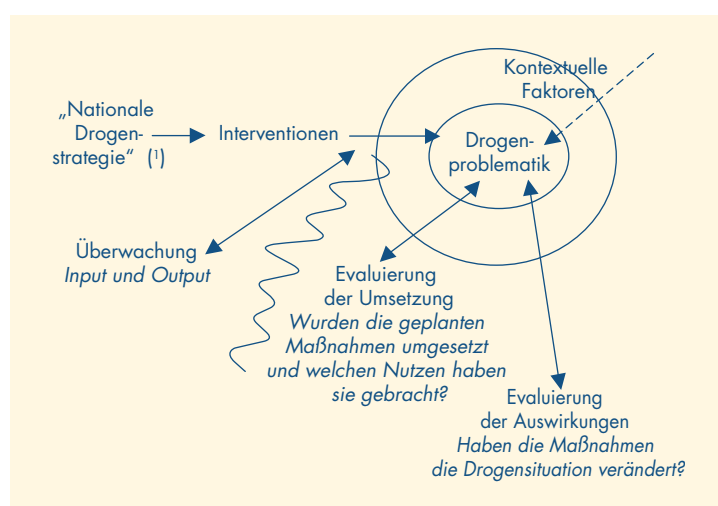 „Nationale
Drogen-
strategie“ (¹)
Interventionen
Kontextuelle
Faktoren
Drogen-
problematik
Überwachung
Input und Output
Evaluierung
der Umsetzung
Wurden die geplanten
Maßnahmen umgesetzt
und welchen Nutzen haben
sie gebracht?
Evaluierung
der Auswirkungen
Haben die Maßnahmen
die Drogensituation verändert?